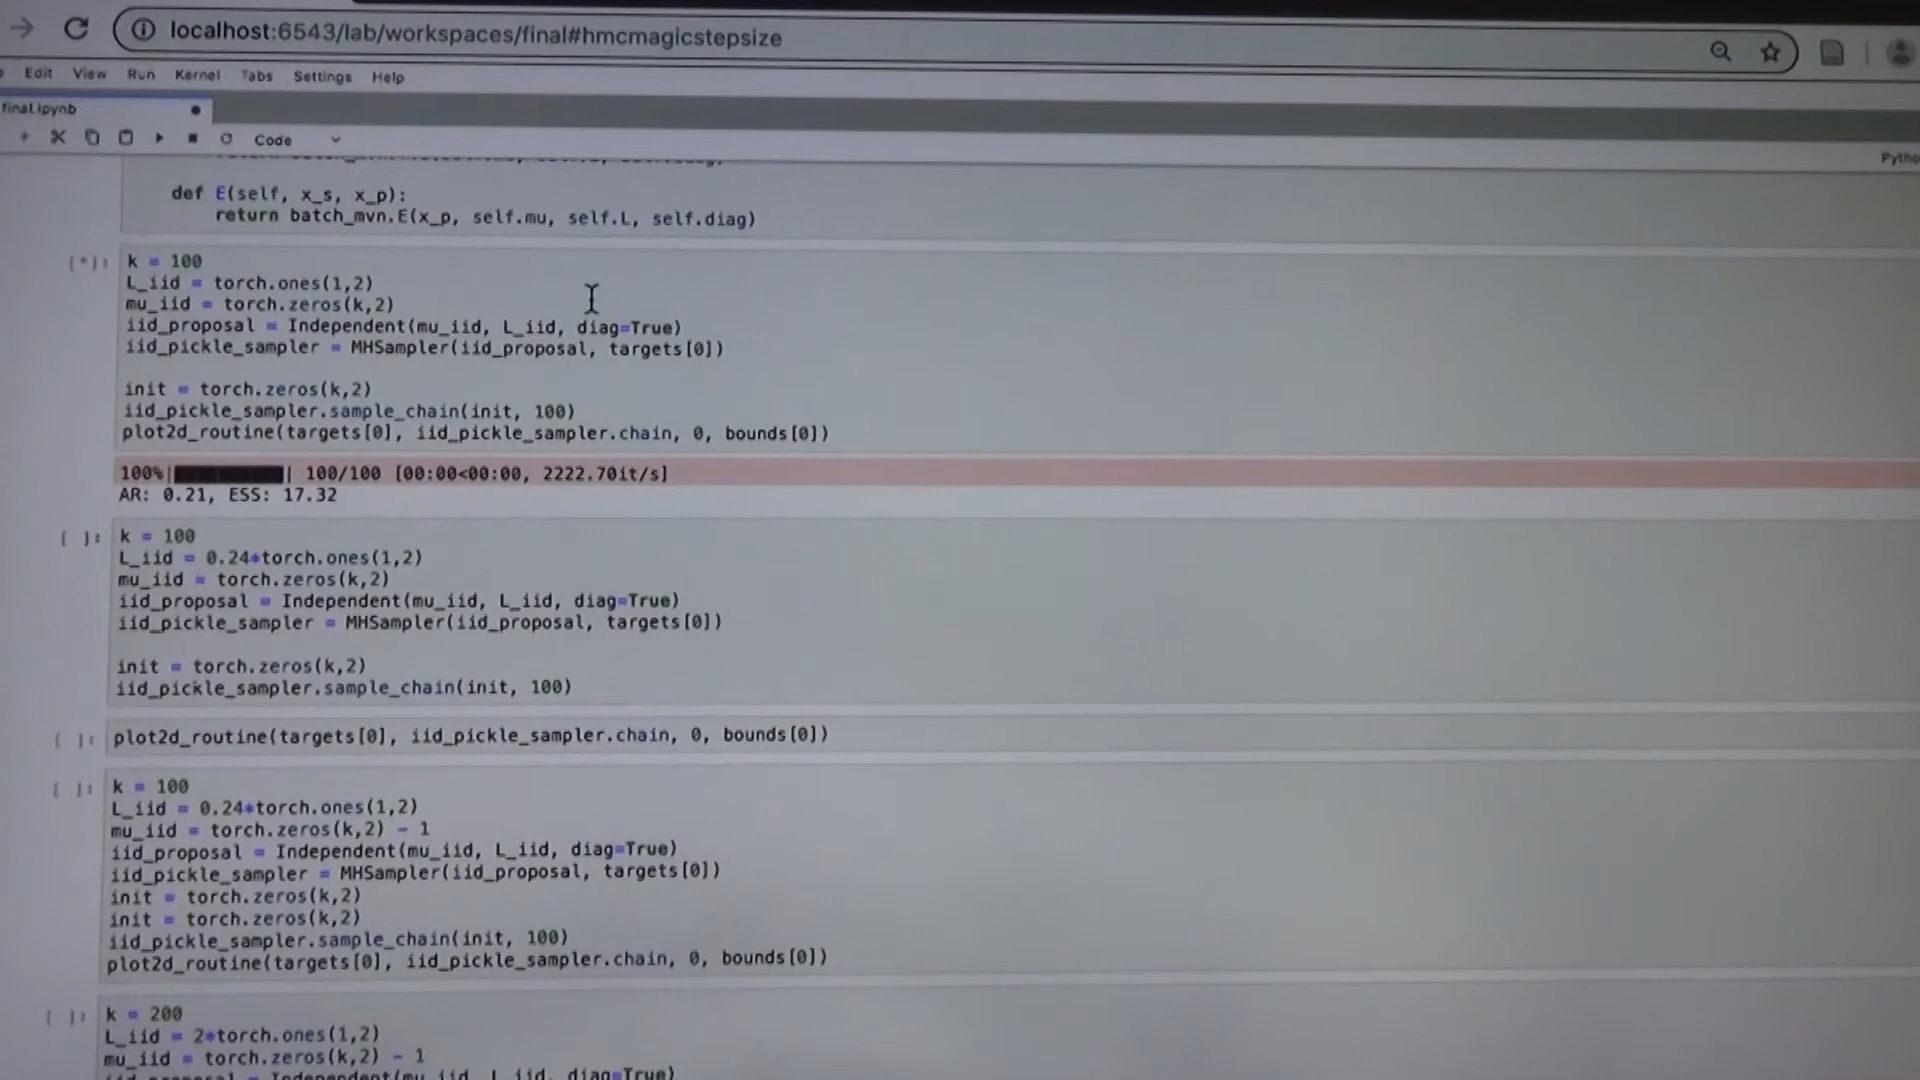 localhost:6543/lab/workspaces/final#hmcmagicstepsize
Edit View Run Kernel Tabs Settings Help
final.ipynb
Code
Pytho
def E(self, x_s, x_p):
return batch_mvn.E(x_p, self.mu, self.L, self.diag)
[*]: k = 100
L_iid = torch.ones(1,2)
mu_iid = torch.zeros(k,2)
iid_proposal = Independent(mu_iid, L_iid, diag=True)
iid_pickle_sampler = MHSampler(iid_proposal, targets[0])
init = torch.zeros(k,2)
iid_pickle_sampler.sample_chain(init, 100)
plot2d_routine(targets[0], iid_pickle_sampler.chain, 0, bounds[0])
100%|██████████| 100/100 [00:00<00:00, 2222.70it/s]
AR: 0.21, ESS: 17.32
[ ]: k = 100
L_iid = 0.24*torch.ones(1,2)
mu_iid = torch.zeros(k,2)
iid_proposal = Independent(mu_iid, L_iid, diag=True)
iid_pickle_sampler = MHSampler(iid_proposal, targets[0])
init = torch.zeros(k,2)
iid_pickle_sampler.sample_chain(init, 100)
[ ]: plot2d_routine(targets[0], iid_pickle_sampler.chain, 0, bounds[0])
[ ]: k = 100
L_iid = 0.24*torch.ones(1,2)
mu_iid = torch.zeros(k,2) - 1
iid_proposal = Independent(mu_iid, L_iid, diag=True)
iid_pickle_sampler = MHSampler(iid_proposal, targets[0])
init = torch.zeros(k,2)
init = torch.zeros(k,2)
iid_pickle_sampler.sample_chain(init, 100)
plot2d_routine(targets[0], iid_pickle_sampler.chain, 0, bounds[0])
[ ]: k = 200
L_iid = 2*torch.ones(1,2)
mu_iid = torch.zeros(k,2) - 1
iid_proposal = Independent(mu_iid, L_iid, diag=True)